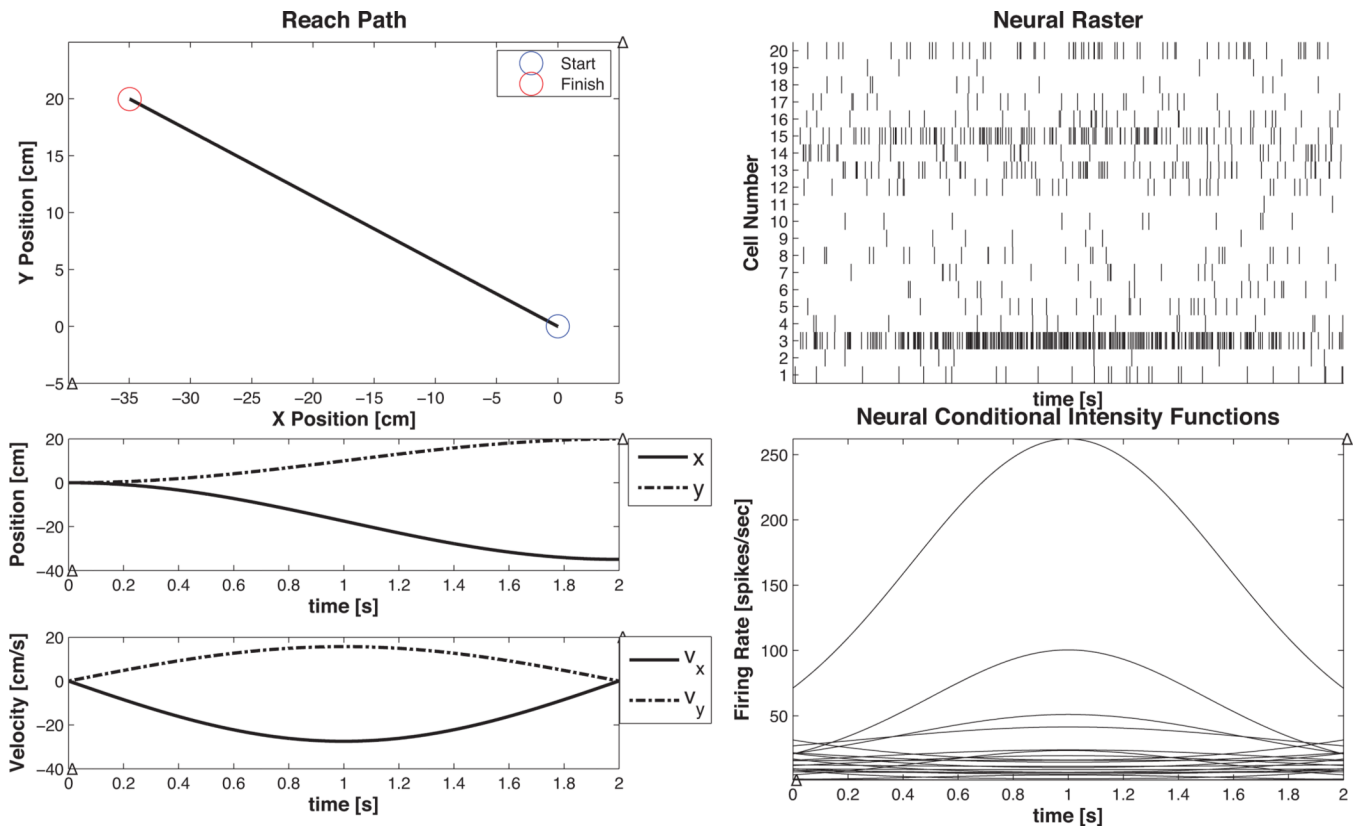 Reach Path
Start
Finish
20
15
10
5
0
−5
Y Position [cm]
−35 −30 −25 −20 −15 −10 −5 0 5
X Position [cm]
Neural Raster
20
19
18
17
16
15
14
13
12
11
10
9
8
7
6
5
4
3
2
1
Cell Number
time [s]
20
0
−20
−40
Position [cm]
x
y
0 0.2 0.4 0.6 0.8 1 1.2 1.4 1.6 1.8 2
time [s]
20
0
−20
−40
Velocity [cm/s]
v_x
v_y
0 0.2 0.4 0.6 0.8 1 1.2 1.4 1.6 1.8 2
time [s]
Neural Conditional Intensity Functions
250
200
150
100
50
Firing Rate [spikes/sec]
0 0.2 0.4 0.6 0.8 1 1.2 1.4 1.6 1.8 2
time [s]